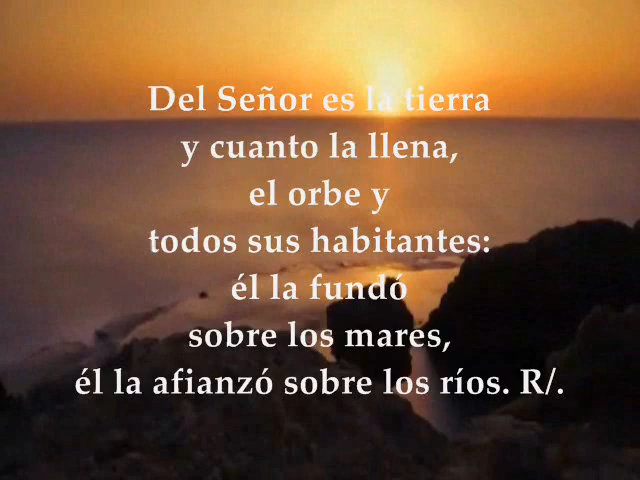 Del Señor es la tierra
y cuanto la llena,
el orbe y
todos sus habitantes:
él la fundó
sobre los mares,
él la afianzó sobre los ríos. R/.